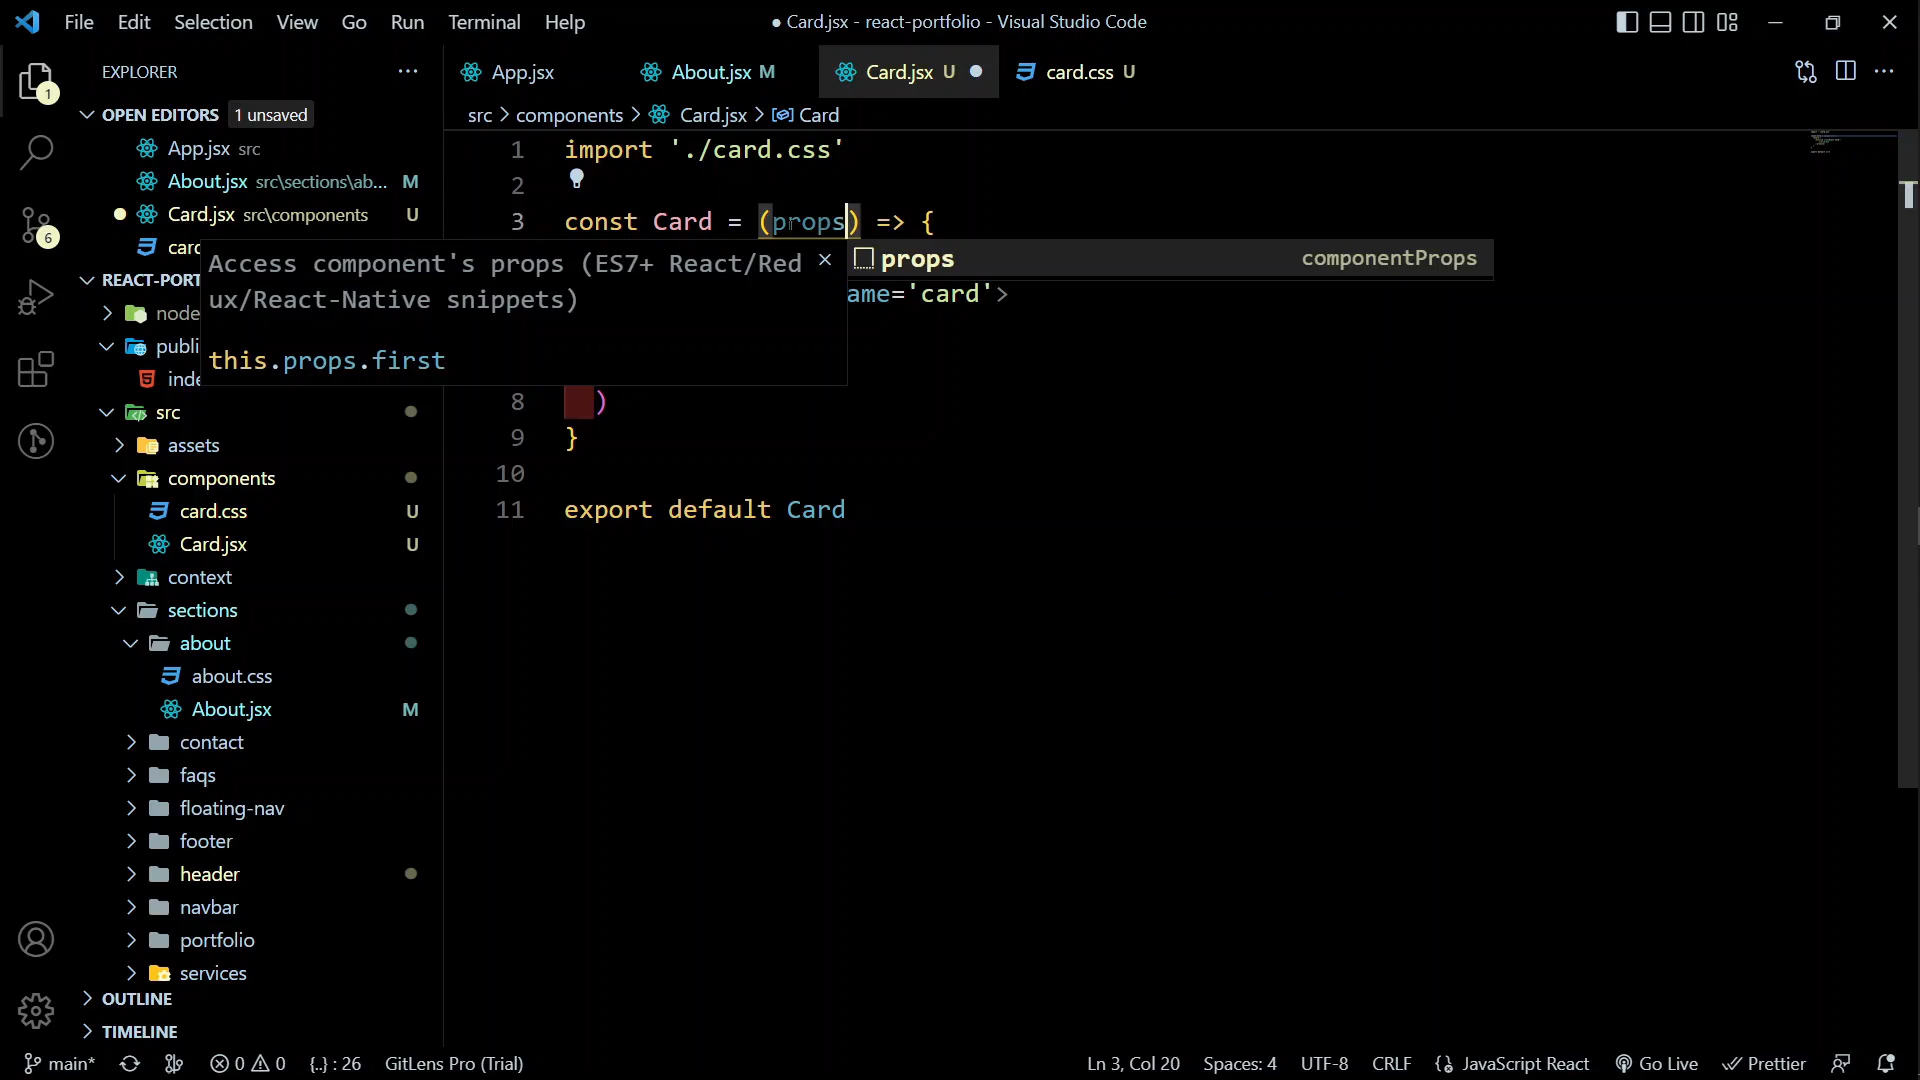 File Edit Selection View Go Run Terminal Help
● Card.jsx - react-portfolio - Visual Studio Code
EXPLORER
OPEN EDITORS 1 unsaved
App.jsx src
About.jsx src\sections\ab... M
Card.jsx src\components U
card
REACT-PORT
node
publi
inde
src
assets
components
card.css U
Card.jsx U
context
sections
about
about.css
About.jsx M
contact
faqs
floating-nav
footer
header
navbar
portfolio
services
OUTLINE
TIMELINE
1
6
App.jsx About.jsx M Card.jsx U card.css U
src > components > Card.jsx > Card
1 import './card.css'
2
3 const Card = (props) => {
props componentProps
Access component's props (ES7+ React/Red
ux/React-Native snippets)
this.props.first
ame='card'>
8 )
9 }
10
11 export default Card
main* 0 0 {..} : 26 GitLens Pro (Trial) Ln 3, Col 20 Spaces: 4 UTF-8 CRLF JavaScript React Go Live Prettier